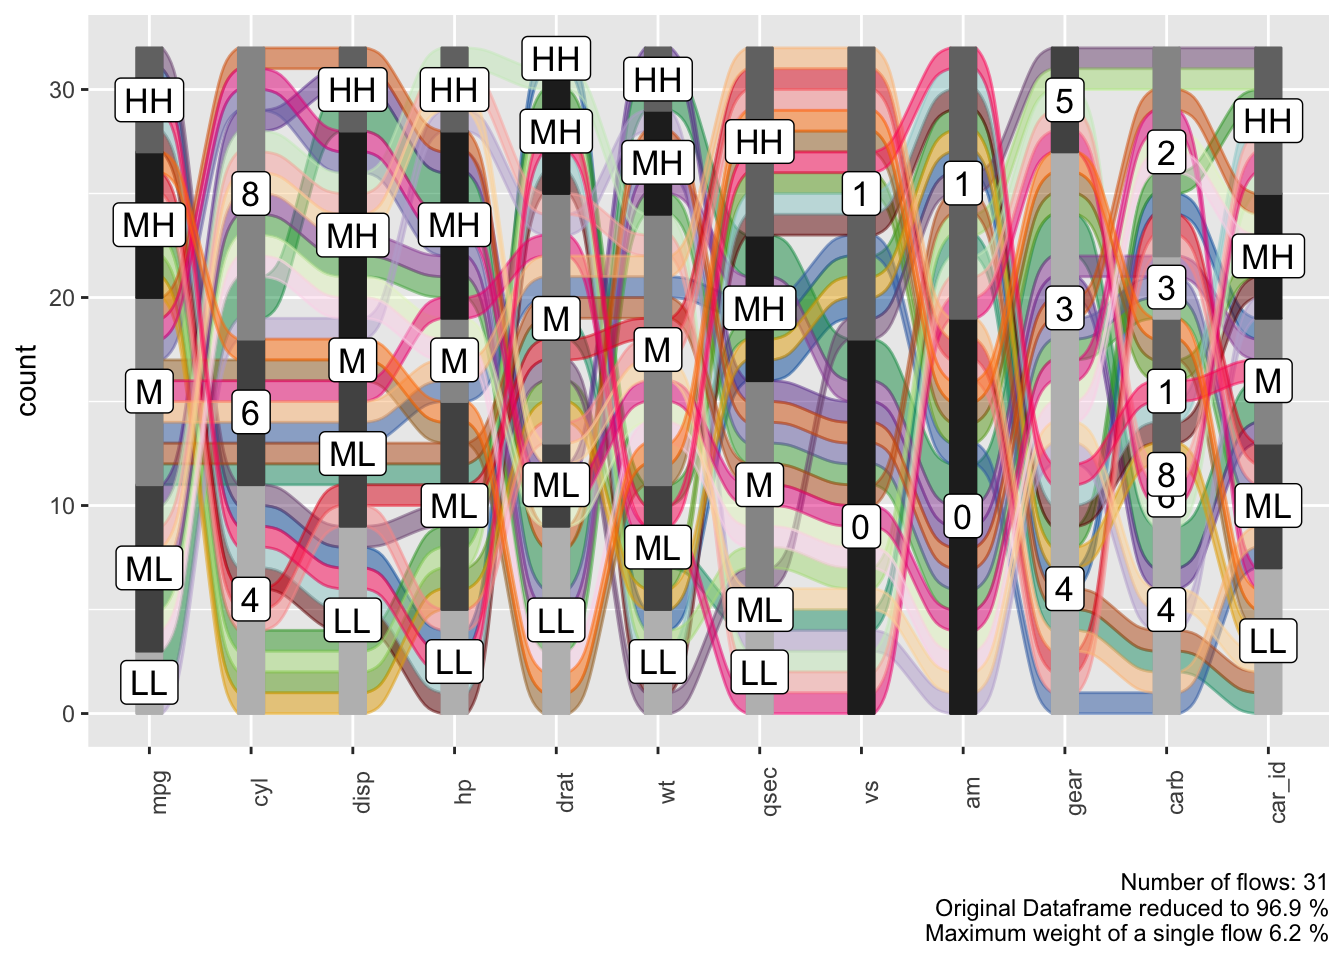 count
30
20
10
0
HH
MH
M
ML
LL
8
6
4
HH
MH
M
ML
LL
HH
MH
M
ML
LL
HH
MH
M
ML
LL
HH
MH
M
ML
LL
HH
MH
M
ML
LL
1
0
1
0
5
3
4
2
3
1
8
4
HH
MH
M
ML
LL
mpg
cyl
disp
hp
drat
wt
qsec
vs
am
gear
carb
car_id
Number of flows: 31
Original Dataframe reduced to 96.9 %
Maximum weight of a single flow 6.2 %